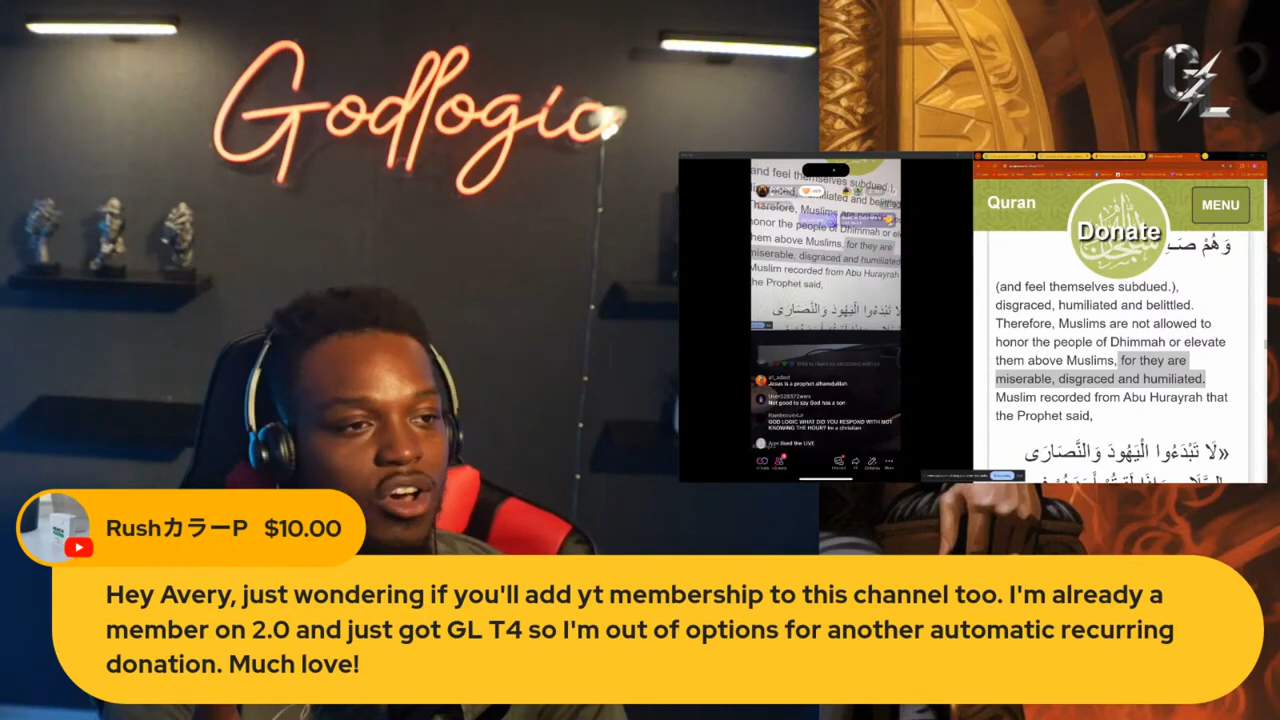 Godlogic
GL
and feel themselves subdued.),
honor the people of Dhimmah or
them above Muslims, for they are
miserable, disgraced and humiliated
Muslim recorded from Abu Hurayrah
the Prophet said,
لا تَبْدَءُوا الْيَهُودَ وَالنَّصَارَى
Jesus is a prophet alhamdulillah
Not good to say God has a son
GOD LOGIC WHAT DID YOU RESPOND WITH NOT
KNOWING THE HOUR? Im a christian
liked the LIVE
Quran
Donate
MENU
(and feel themselves subdued.),
disgraced, humiliated and belittled.
Therefore, Muslims are not allowed to
honor the people of Dhimmah or elevate
them above Muslims, for they are
miserable, disgraced and humiliated.
Muslim recorded from Abu Hurayrah that
the Prophet said,
«لَا تَبْدَءُوا الْيَهُودَ وَالنَّصَارَى
RushカラーP $10.00
Hey Avery, just wondering if you'll add yt membership to this channel too. I'm already a
member on 2.0 and just got GL T4 so I'm out of options for another automatic recurring
donation. Much love!